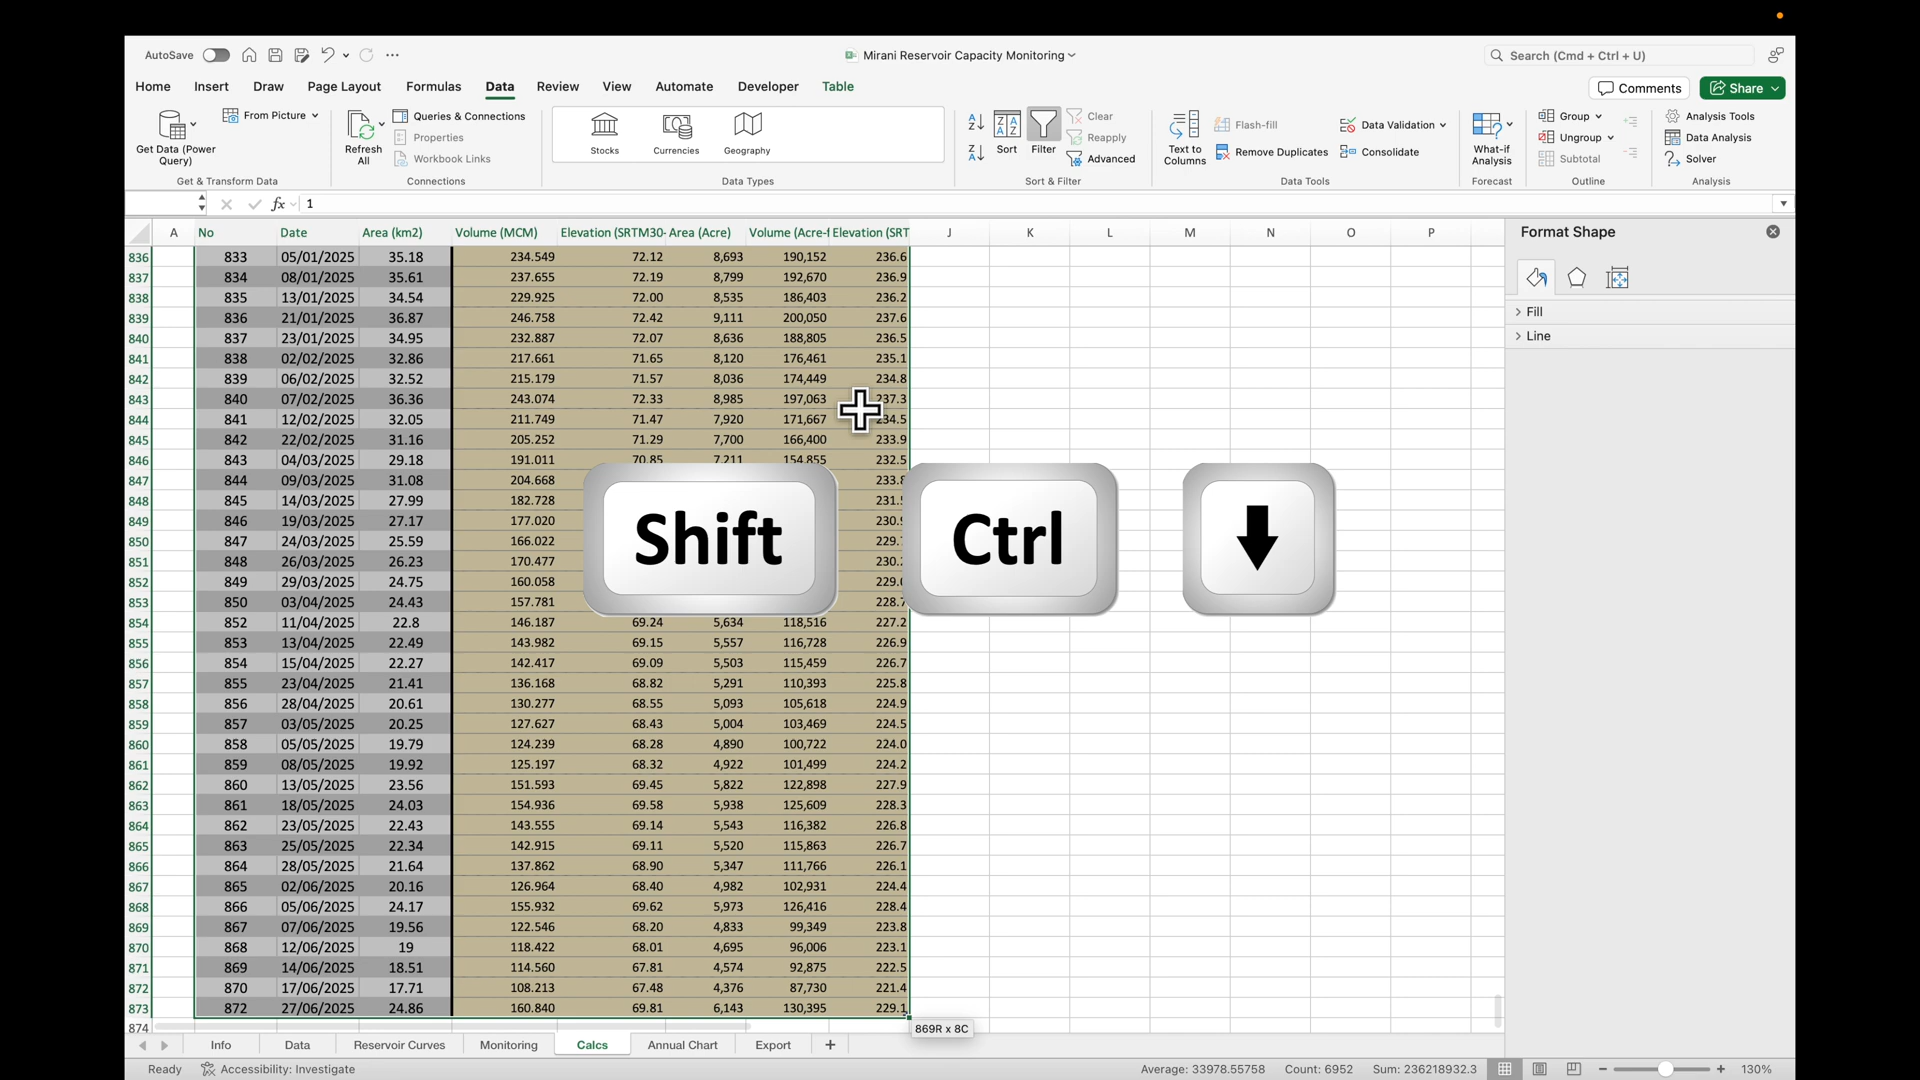 AutoSave
Mirani Reservoir Capacity Monitoring
Search (Cmd + Ctrl + U)
Home Insert Draw Page Layout Formulas Data Review View Automate Developer Table
Comments Share
Get Data (Power Query)
From Picture
Get & Transform Data
Refresh All
Queries & Connections
Properties
Workbook Links
Connections
Stocks Currencies Geography
Data Types
Sort Filter
Clear
Reapply
Advanced
Sort & Filter
Text to Columns
Flash-fill
Remove Duplicates
Data Validation
Consolidate
Data Tools
What-if Analysis
Forecast
Group
Ungroup
Subtotal
Outline
Analysis Tools
Data Analysis
Solver
Analysis
fx 1
A No Date Area (km2) Volume (MCM) Elevation (SRTM30- Area (Acre) Volume (Acre-f Elevation (SRT J K L M N O P
836 833 05/01/2025 35.18 234.549 72.12 8,693 190,152 236.6
837 834 08/01/2025 35.61 237.655 72.19 8,799 192,670 236.9
838 835 13/01/2025 34.54 229.925 72.00 8,535 186,403 236.2
839 836 21/01/2025 36.87 246.758 72.42 9,111 200,050 237.6
840 837 23/01/2025 34.95 232.887 72.07 8,636 188,805 236.5
841 838 02/02/2025 32.86 217.661 71.65 8,120 176,461 235.1
842 839 06/02/2025 32.52 215.179 71.57 8,036 174,449 234.8
843 840 07/02/2025 36.36 243.074 72.33 8,985 197,063 237.3
844 841 12/02/2025 32.05 211.749 71.47 7,920 171,667 234.5
845 842 22/02/2025 31.16 205.252 71.29 7,700 166,400 233.9
846 843 04/03/2025 29.18 191.011 70.85 7,211 154,855 232.5
847 844 09/03/2025 31.08 204.668
848 845 14/03/2025 27.99 182.728
849 846 19/03/2025 27.17 177.020
850 847 24/03/2025 25.59 166.022
851 848 26/03/2025 26.23 170.477
852 849 29/03/2025 24.75 160.058
853 850 03/04/2025 24.43 157.781
854 852 11/04/2025 22.8 146.187 69.24 5,634 118,516 227.2
855 853 13/04/2025 22.49 143.982 69.15 5,557 116,728 226.9
856 854 15/04/2025 22.27 142.417 69.09 5,503 115,459 226.7
857 855 23/04/2025 21.41 136.168 68.82 5,291 110,393 225.8
858 856 28/04/2025 20.61 130.277 68.55 5,093 105,618 224.9
859 857 03/05/2025 20.25 127.627 68.43 5,004 103,469 224.5
860 858 05/05/2025 19.79 124.239 68.28 4,890 100,722 224.0
861 859 08/05/2025 19.92 125.197 68.32 4,922 101,499 224.2
862 860 13/05/2025 23.56 151.593 69.45 5,822 122,898 227.9
863 861 18/05/2025 24.03 154.936 69.58 5,938 125,609 228.3
864 862 23/05/2025 22.43 143.555 69.14 5,543 116,382 226.8
865 863 25/05/2025 22.34 142.915 69.11 5,520 115,863 226.7
866 864 28/05/2025 21.64 137.862 68.90 5,347 111,766 226.1
867 865 02/06/2025 20.16 126.964 68.40 4,982 102,931 224.4
868 866 05/06/2025 24.17 155.932 69.62 5,973 126,416 228.4
869 867 07/06/2025 19.56 122.546 68.20 4,833 99,349 223.8
870 868 12/06/2025 19 118.422 68.01 4,695 96,006 223.1
871 869 14/06/2025 18.51 114.560 67.81 4,574 92,875 222.5
872 870 17/06/2025 17.71 108.213 67.48 4,376 87,730 221.4
873 872 27/06/2025 24.86 160.840 69.81 6,143 130,395 229.1
874
Shift Ctrl
869R x 8C
Format Shape
Fill
Line
Info Data Reservoir Curves Monitoring Calcs Annual Chart Export
Ready Accessibility: Investigate Average: 33978.55758 Count: 6952 Sum: 236218932.3 130%